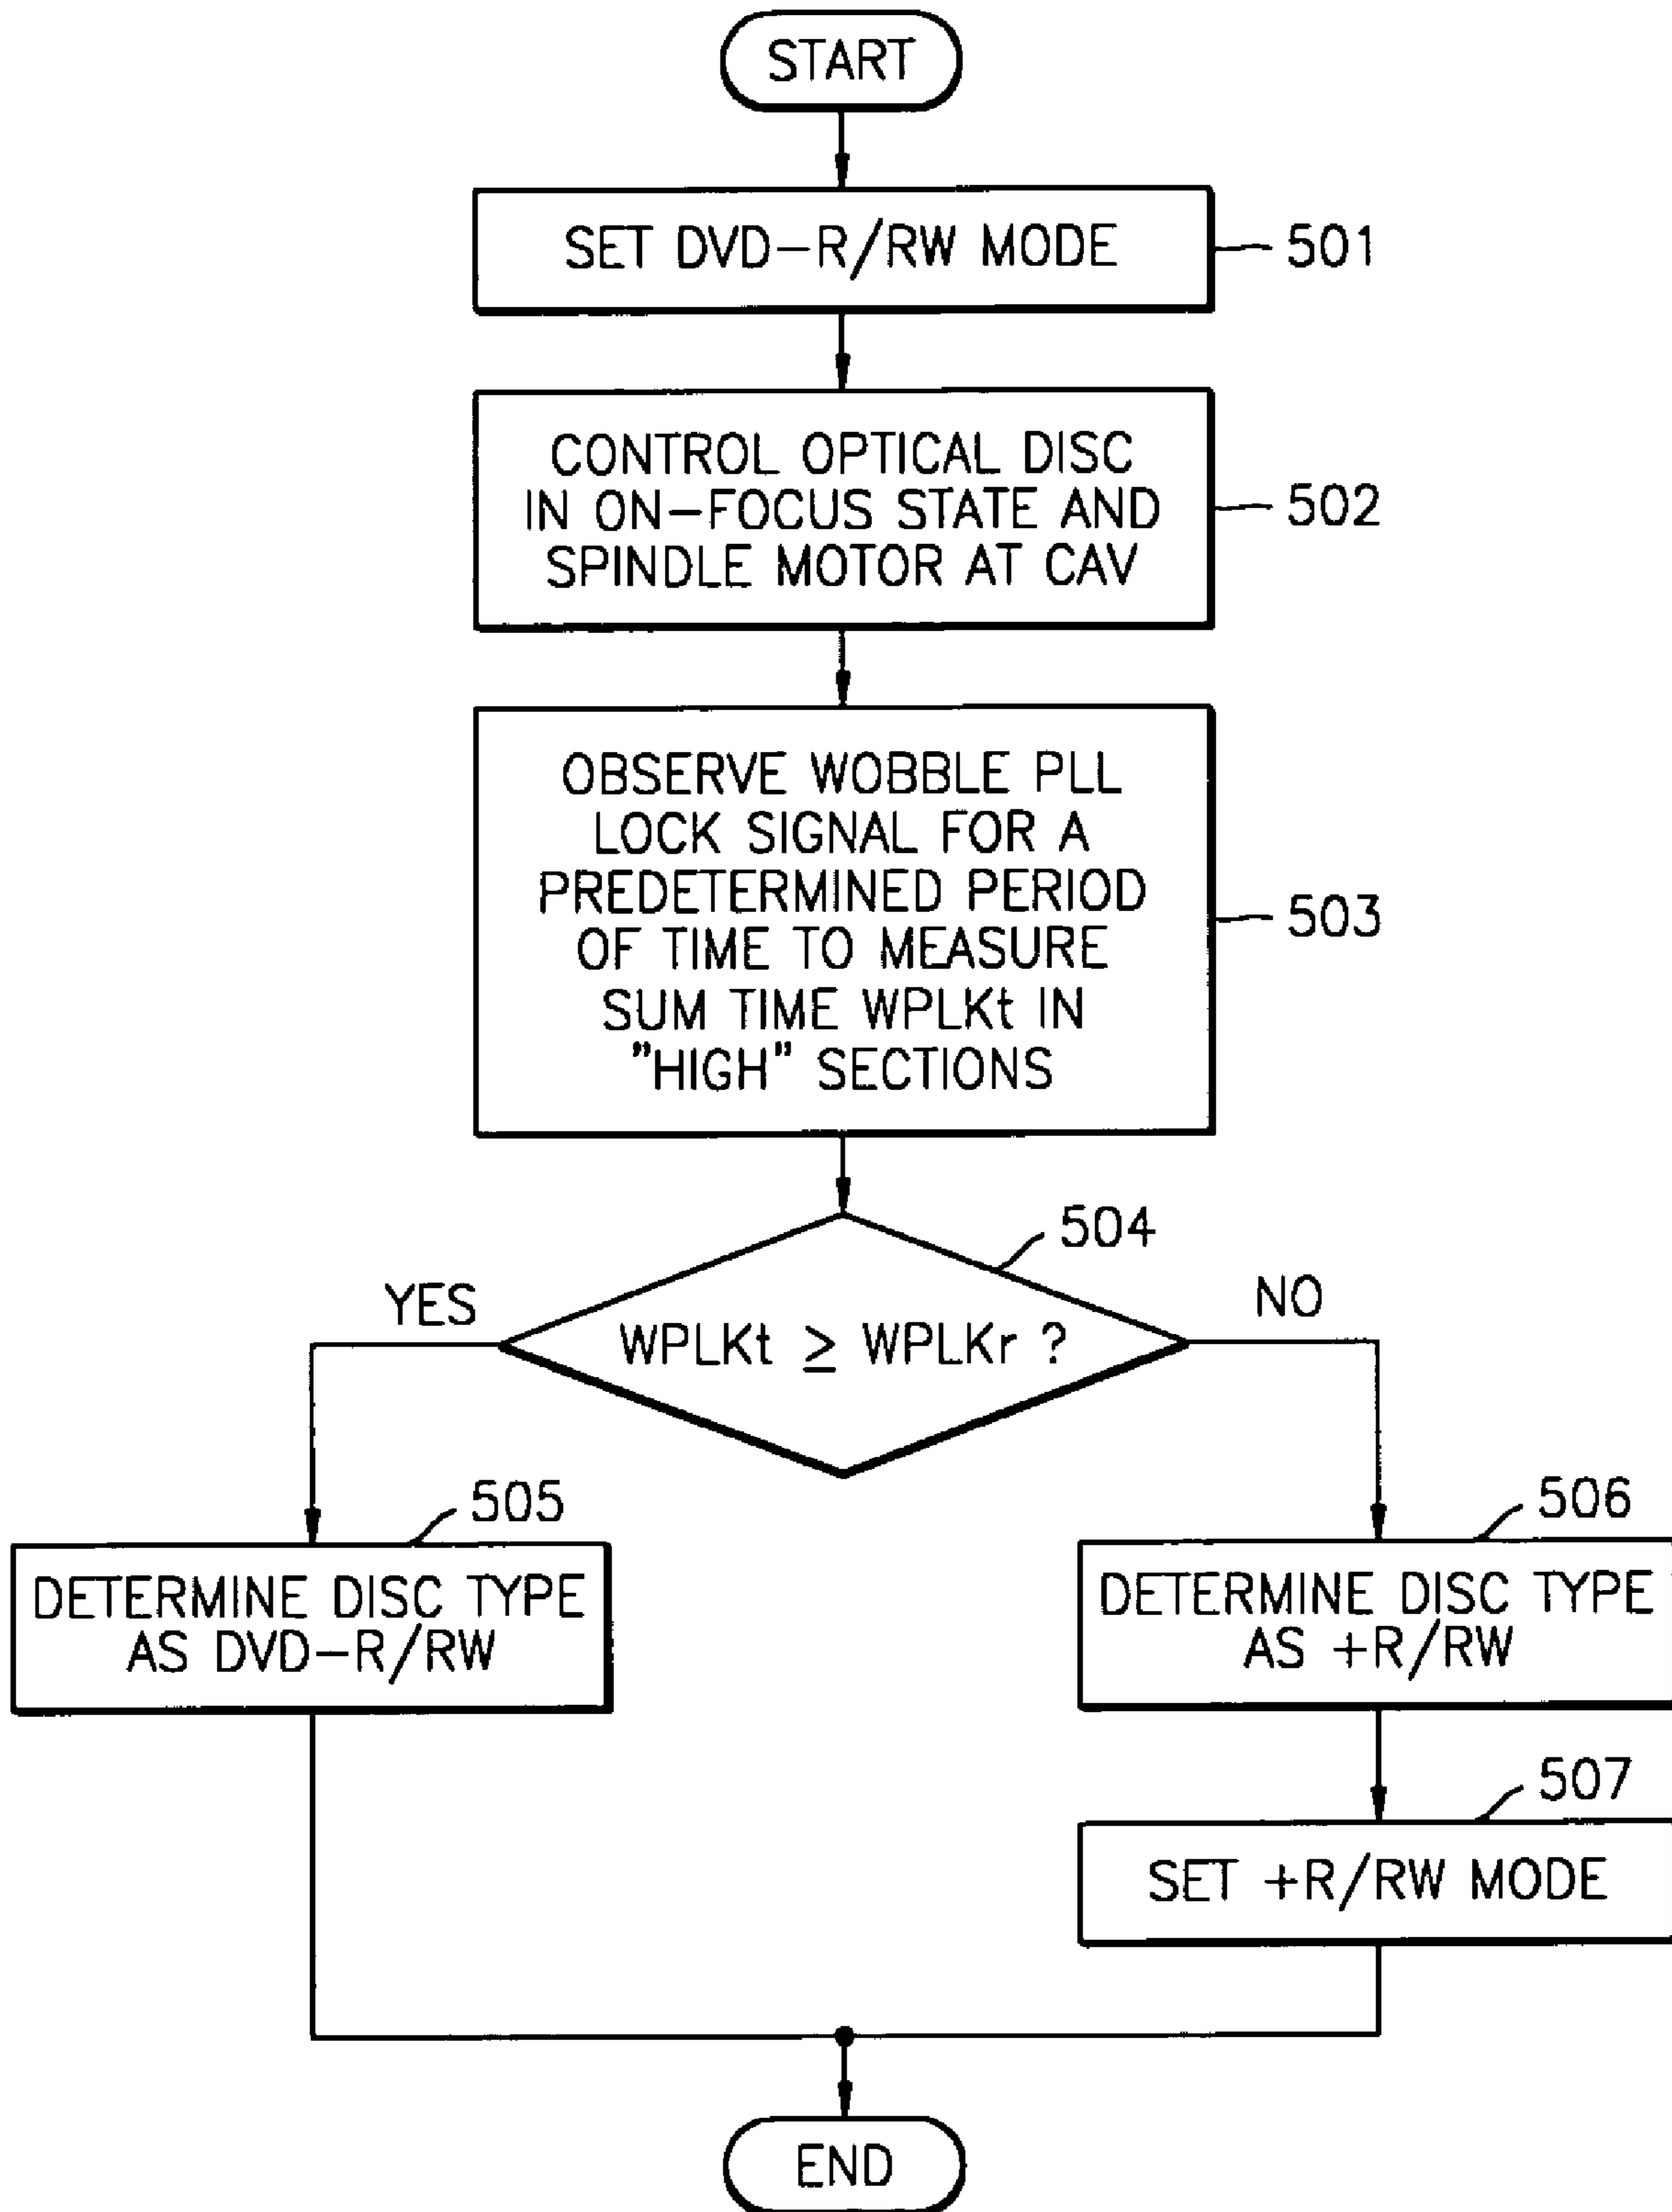 START
SET DVD-R/RW MODE
501
CONTROL OPTICAL DISC
IN ON-FOCUS STATE AND
SPINDLE MOTOR AT CAV
502
OBSERVE WOBBLE PLL
LOCK SIGNAL FOR A
PREDETERMINED PERIOD
OF TIME TO MEASURE
SUM TIME WPLKt IN
"HIGH" SECTIONS
503
504
YES
NO
WPLKt ≥ WPLKr ?
505
DETERMINE DISC TYPE
AS DVD-R/RW
506
DETERMINE DISC TYPE
AS +R/RW
507
SET +R/RW MODE
END